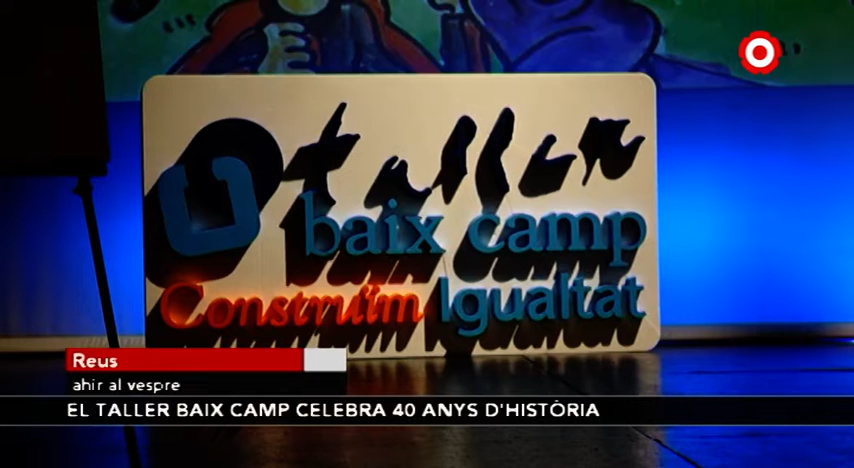 taller
baix camp
Construïm Igualtat
Reus
ahir al vespre
EL TALLER BAIX CAMP CELEBRA 40 ANYS D'HISTÒRIA